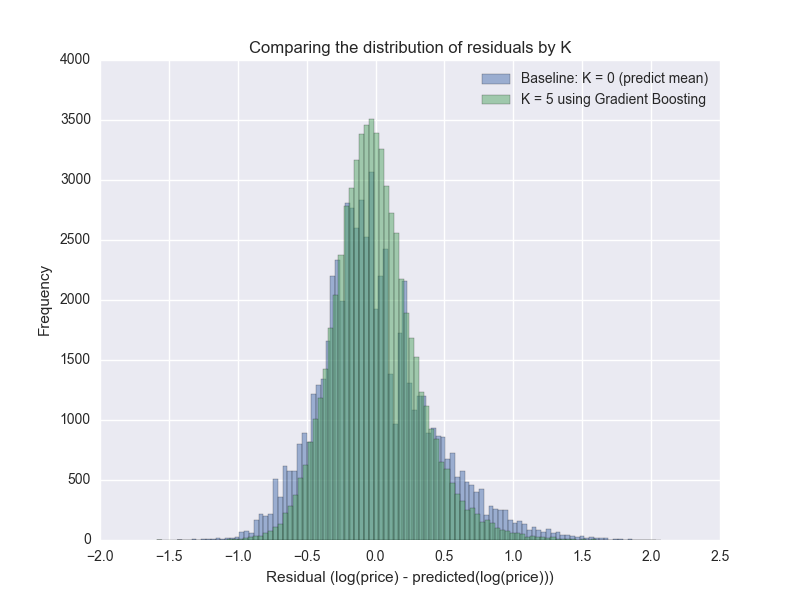 Comparing the distribution of residuals by K
Baseline: K = 0 (predict mean)
K = 5 using Gradient Boosting
4000
3500
3000
2500
2000
1500
1000
500
0
Frequency
−2.0 −1.5 −1.0 −0.5 0.0 0.5 1.0 1.5 2.0 2.5
Residual (log(price) - predicted(log(price)))